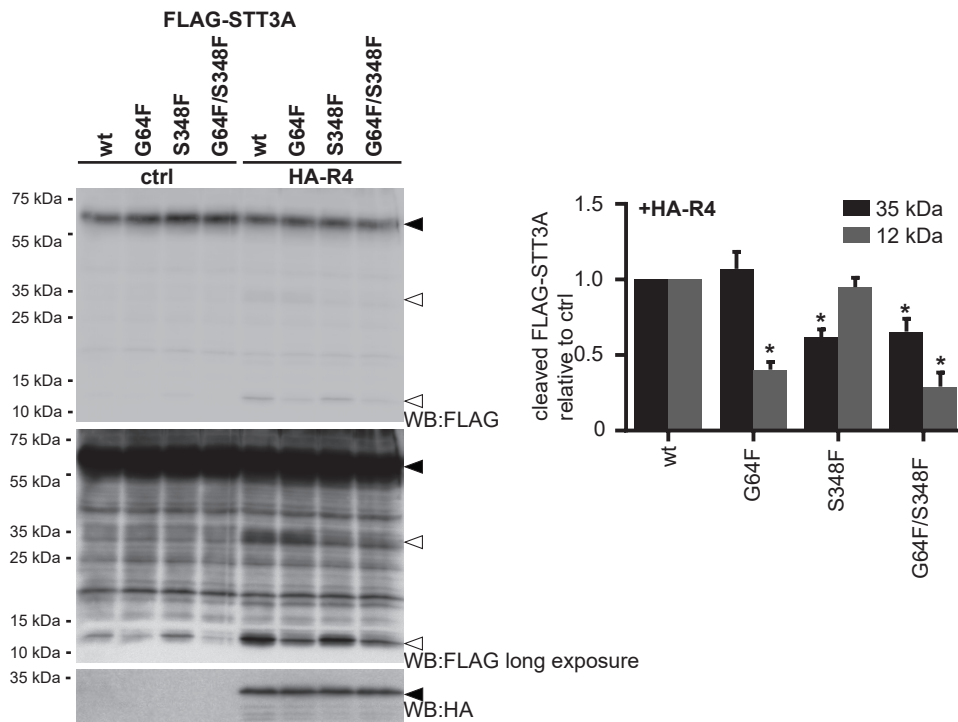 FLAG-STT3A
wt
G64F
S348F
G64F/S348F
wt
G64F
S348F
G64F/S348F
ctrl
HA-R4
75 kDa
55 kDa
35 kDa
25 kDa
15 kDa
10 kDa
WB:FLAG
75 kDa
55 kDa
35 kDa
25 kDa
15 kDa
10 kDa
WB:FLAG long exposure
35 kDa
WB:HA
cleaved FLAG-STT3A
relative to ctrl
1.5
1.0
0.5
0
+HA-R4
35 kDa
12 kDa
*
*
*
*
wt
G64F
S348F
G64F/S348F